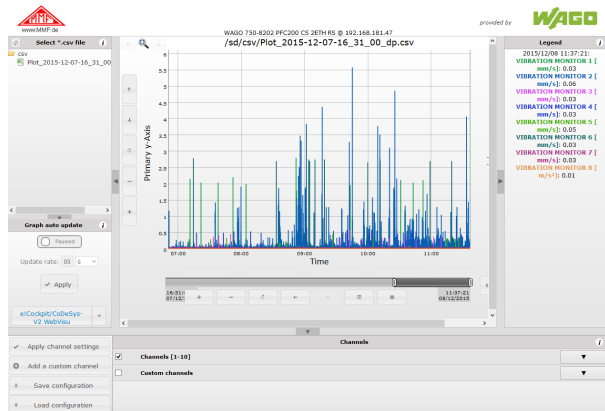 MMF
www.MMF.de
provided by
WAGO
WAGO 750-8202 PFC200 CS 2ETH RS @ 192.168.181.47
Select *.csv file
i
csv
Plot_2015-12-07-16_31_00
/sd/csv/Plot_2015-12-07-16_31_00_dp.csv
Primary y-Axis
6
5.5
5
4.5
4
3.5
3
2.5
2
1.5
1
0.5
0
07:00
08:00
09:00
10:00
11:00
Time
Legend
i
2015/12/08 11:37:21:
VIBRATION MONITOR 1 [
mm/s]: 0.03
VIBRATION MONITOR 2 [
mm/s]: 0.06
VIBRATION MONITOR 3 [
mm/s]: 0.03
VIBRATION MONITOR 4 [
mm/s]: 0.03
VIBRATION MONITOR 5 [
mm/s]: 0.05
VIBRATION MONITOR 6 [
mm/s]: 0.03
VIBRATION MONITOR 7 [
mm/s]: 0.03
VIBRATION MONITOR 8 [
m/s²]: 0.01
Graph auto update
i
Paused
Update rate: 05 s
Apply
e!Cockpit/CoDeSys-
V2 WebVisu
16:31:
07/12/
11:37:21
08/12/2015
Channels
i
Apply channel settings
Add a custom channel
Save configuration
Load configuration
Channels [1-10]
Custom channels